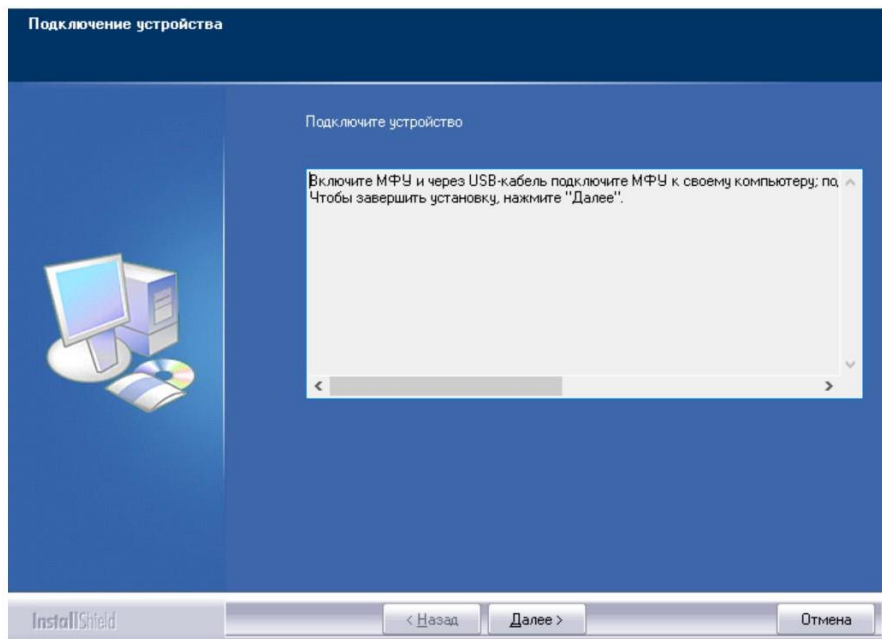 Подключение устройства
Подключите устройство
Включите МФУ и через USB-кабель подключите МФУ к своему компьютеру; по
Чтобы завершить установку, нажмите "Далее".
InstallShield
< Назад
Далее >
Отмена